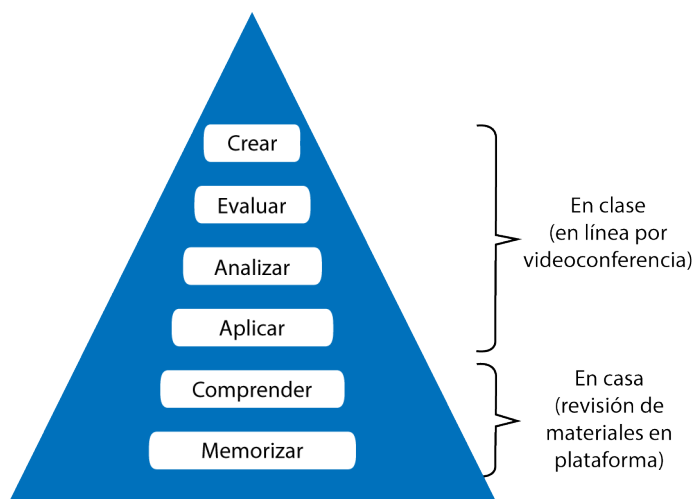 Crear
Evaluar
Analizar
Aplicar
Comprender
Memorizar
En clase
(en línea por
videoconferencia)
En casa
(revisión de
materiales en
plataforma)